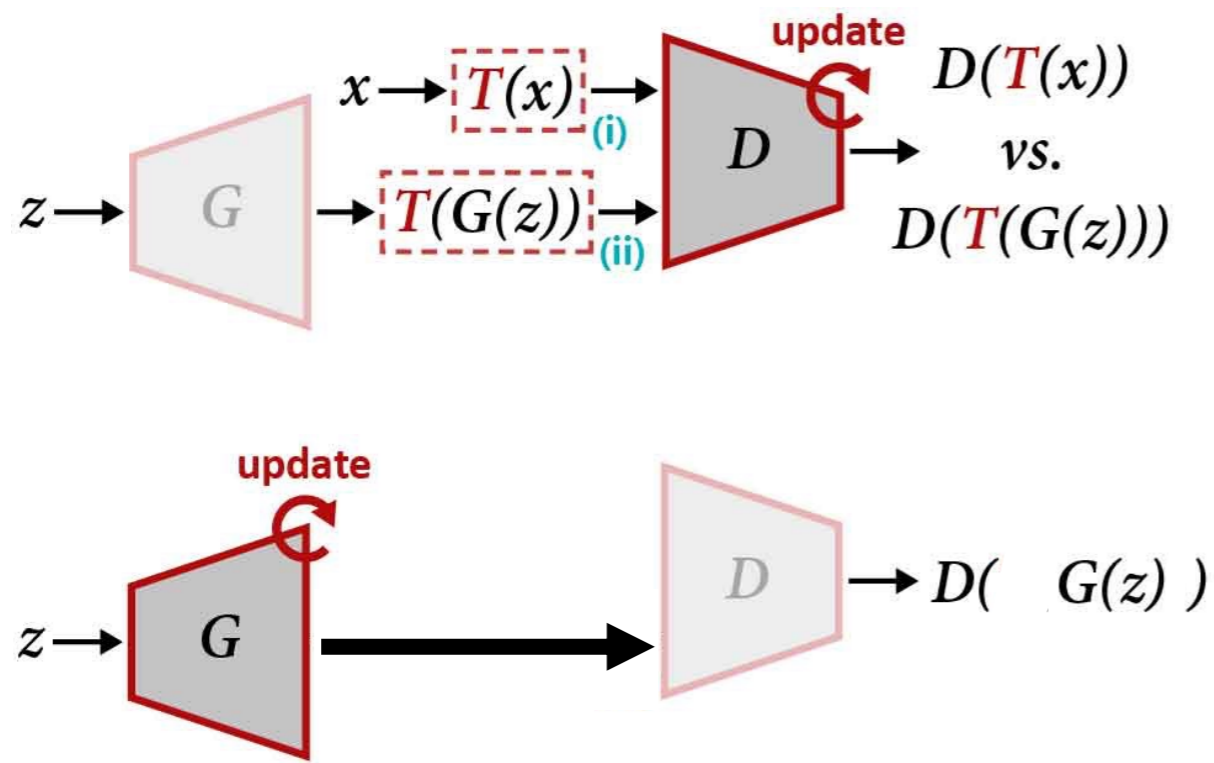 update
x T(x) (i) D D(T(x))
vs.
z G T(G(z)) (ii) D(T(G(z)))
update
z G D D( G(z) )